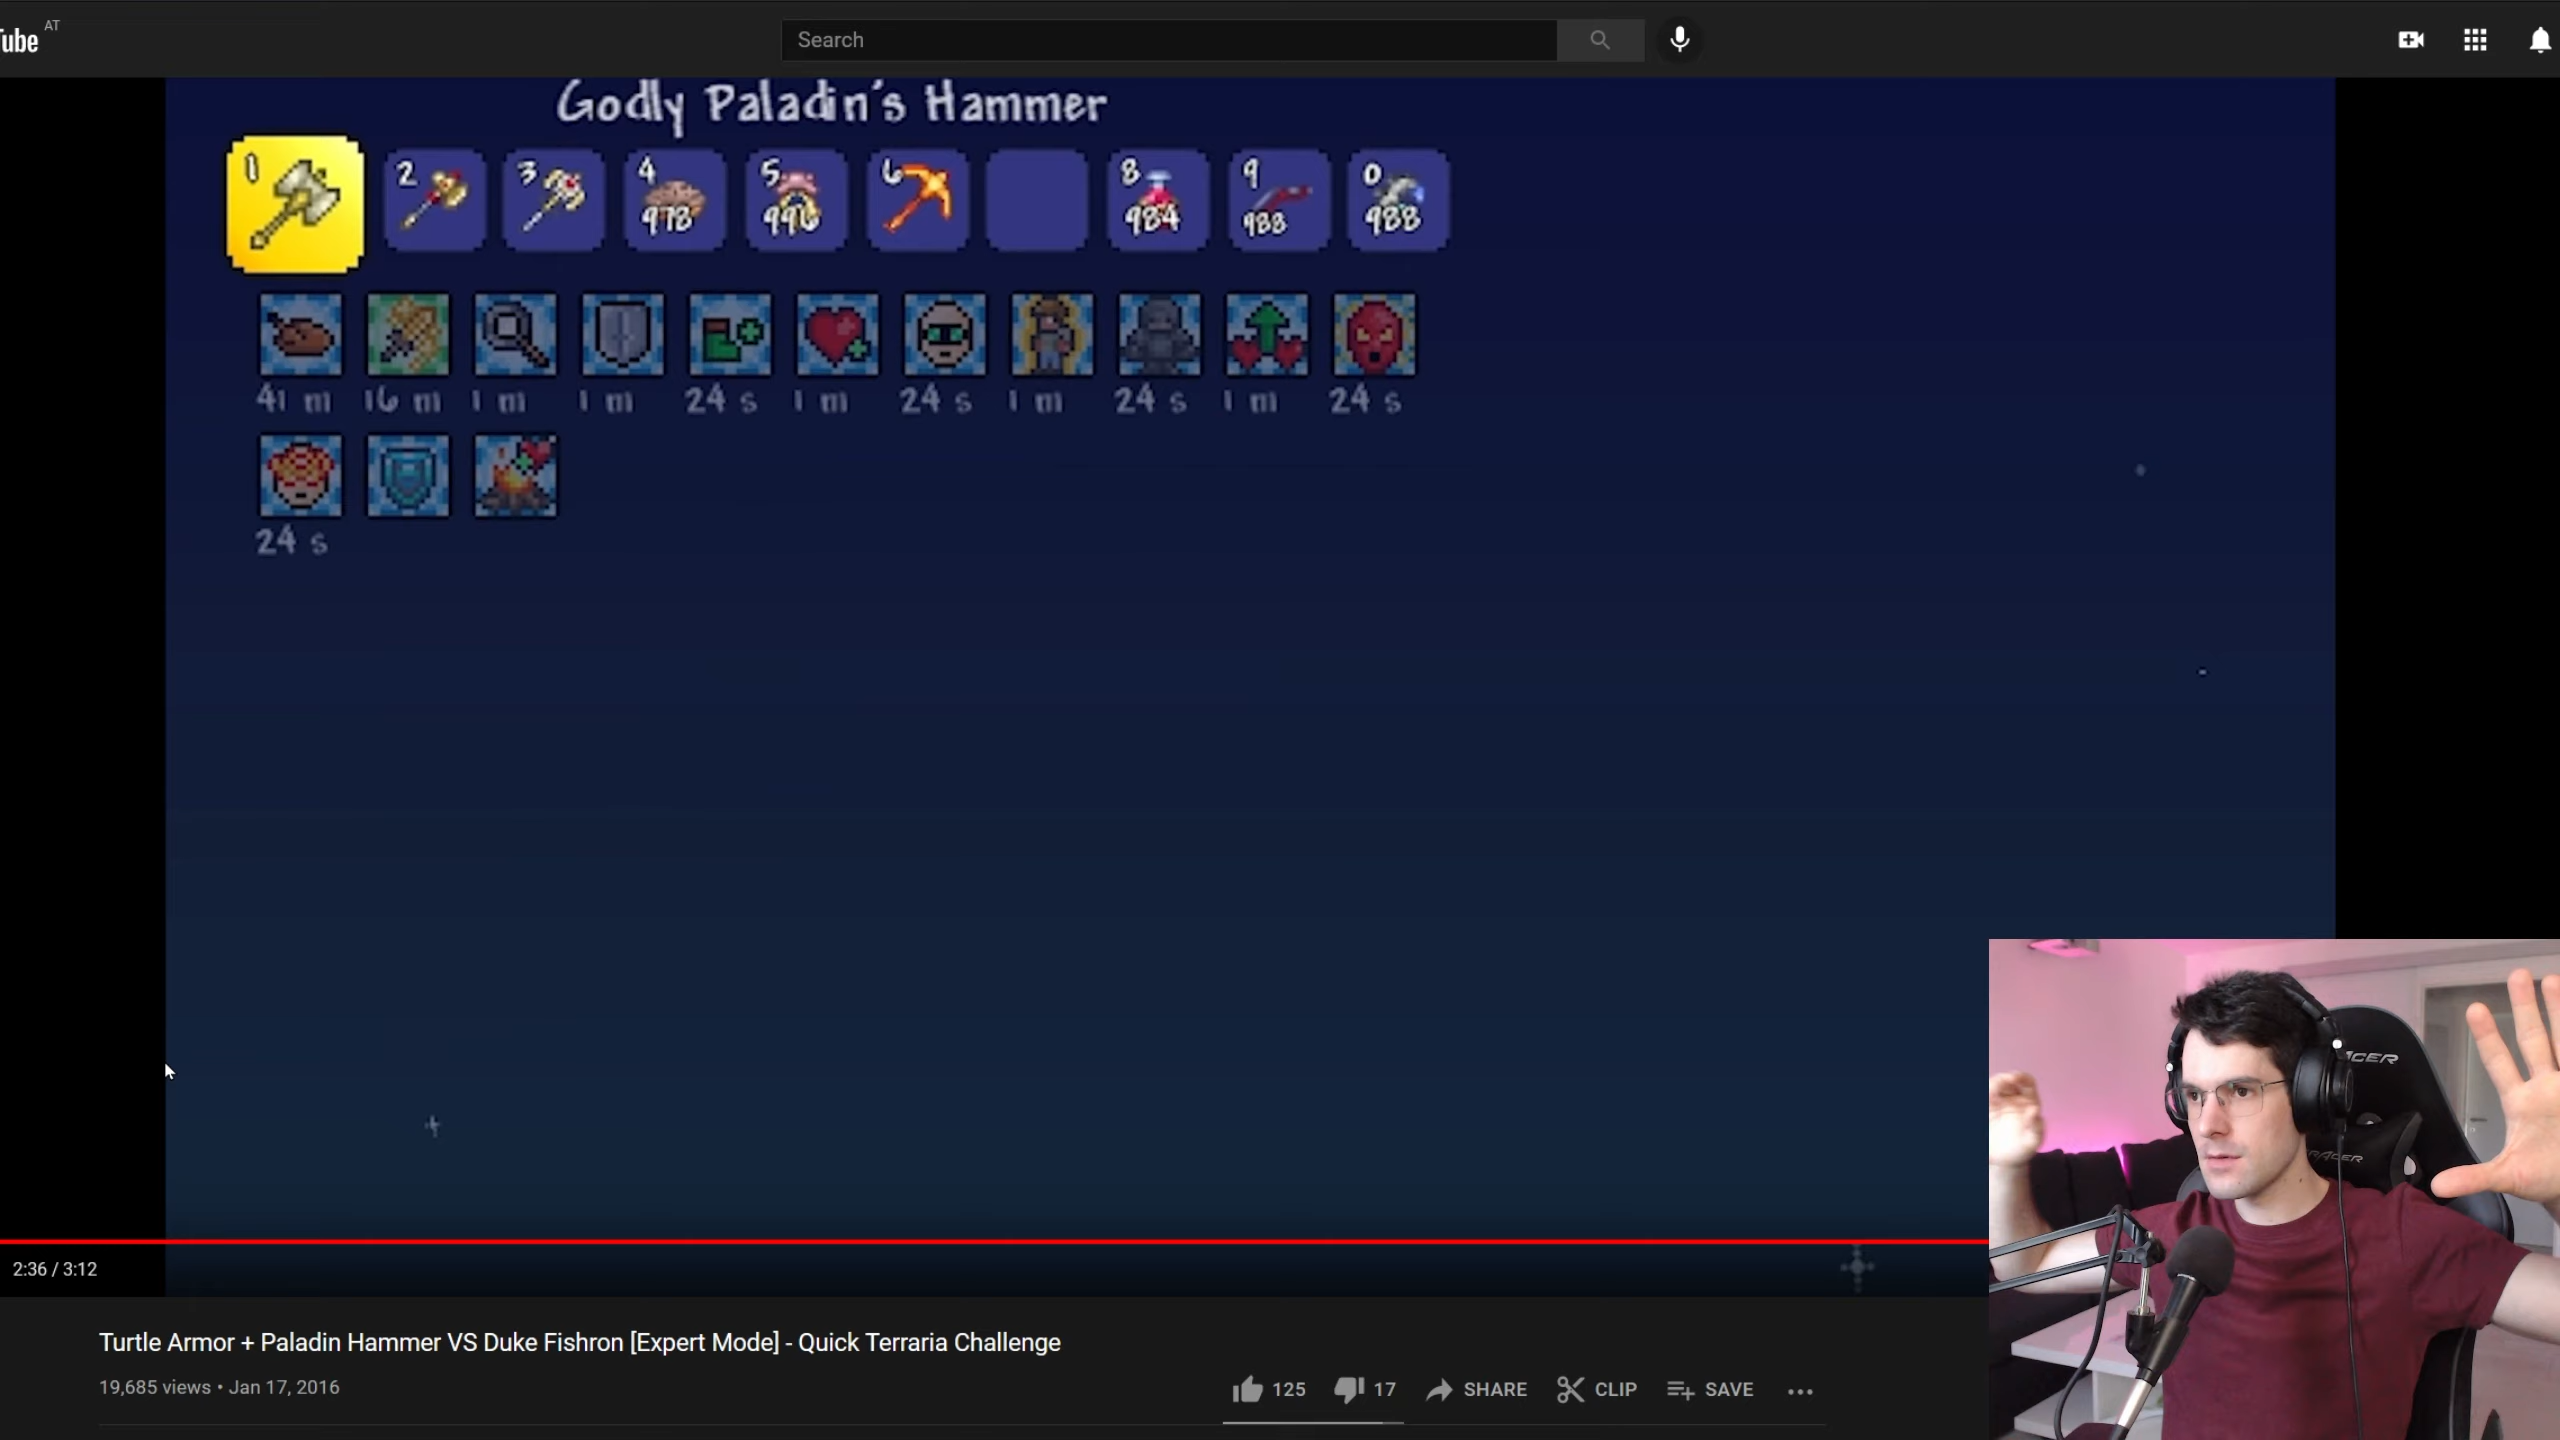 Tube AT
Search
Godly Paladin's Hammer
1 2 3 4 5 6 8 9 0
978 996 984 988 988
41 m 16 m 1 m 1 m 24 s 1 m 24 s 1 m 24 s 1 m 24 s
24 s
2:36 / 3:12
ACER
RACER
Turtle Armor + Paladin Hammer VS Duke Fishron [Expert Mode] - Quick Terraria Challenge
19,685 views • Jan 17, 2016
125 17 SHARE CLIP SAVE